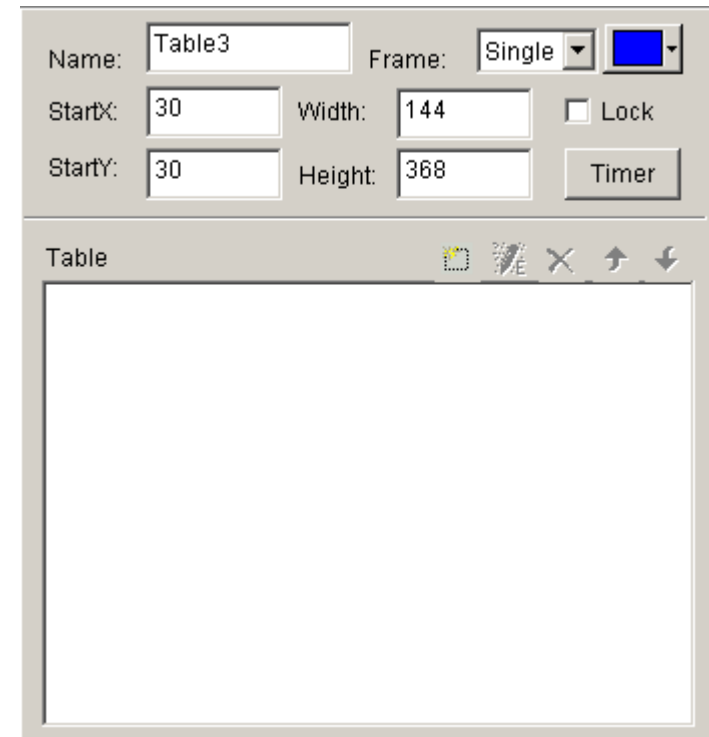 Name: Table3 Frame: Single
StartX: 30 Width: 144 Lock
StartY: 30 Height: 368 Timer
Table E